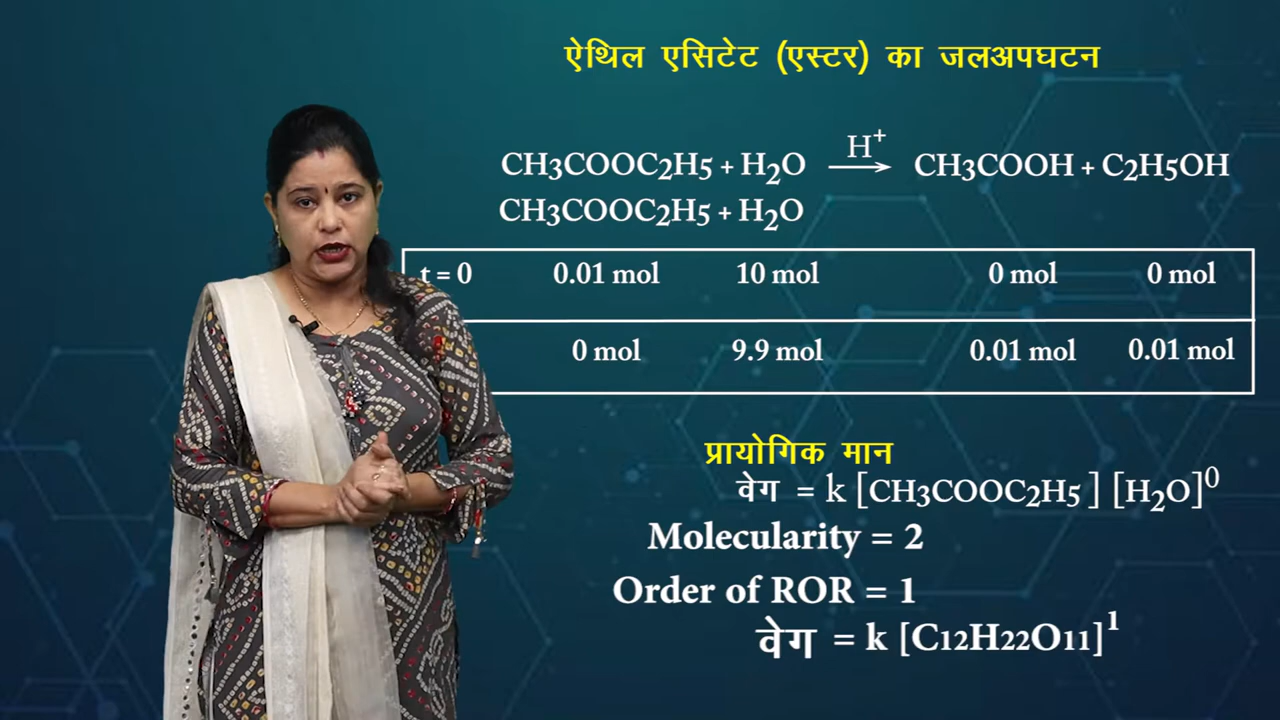 ऐथिल एसिटेट (एस्टर) का जलअपघटन
CH3COOC2H5 + H2O H+ → CH3COOH + C2H5OH
CH3COOC2H5 + H2O
t = 0 0.01 mol 10 mol 0 mol 0 mol
0 mol 9.9 mol 0.01 mol 0.01 mol
प्रायोगिक मान
वेग = k [CH3COOC2H5 ] [H2O]0
Molecularity = 2
Order of ROR = 1
वेग = k [C12H22O11]1